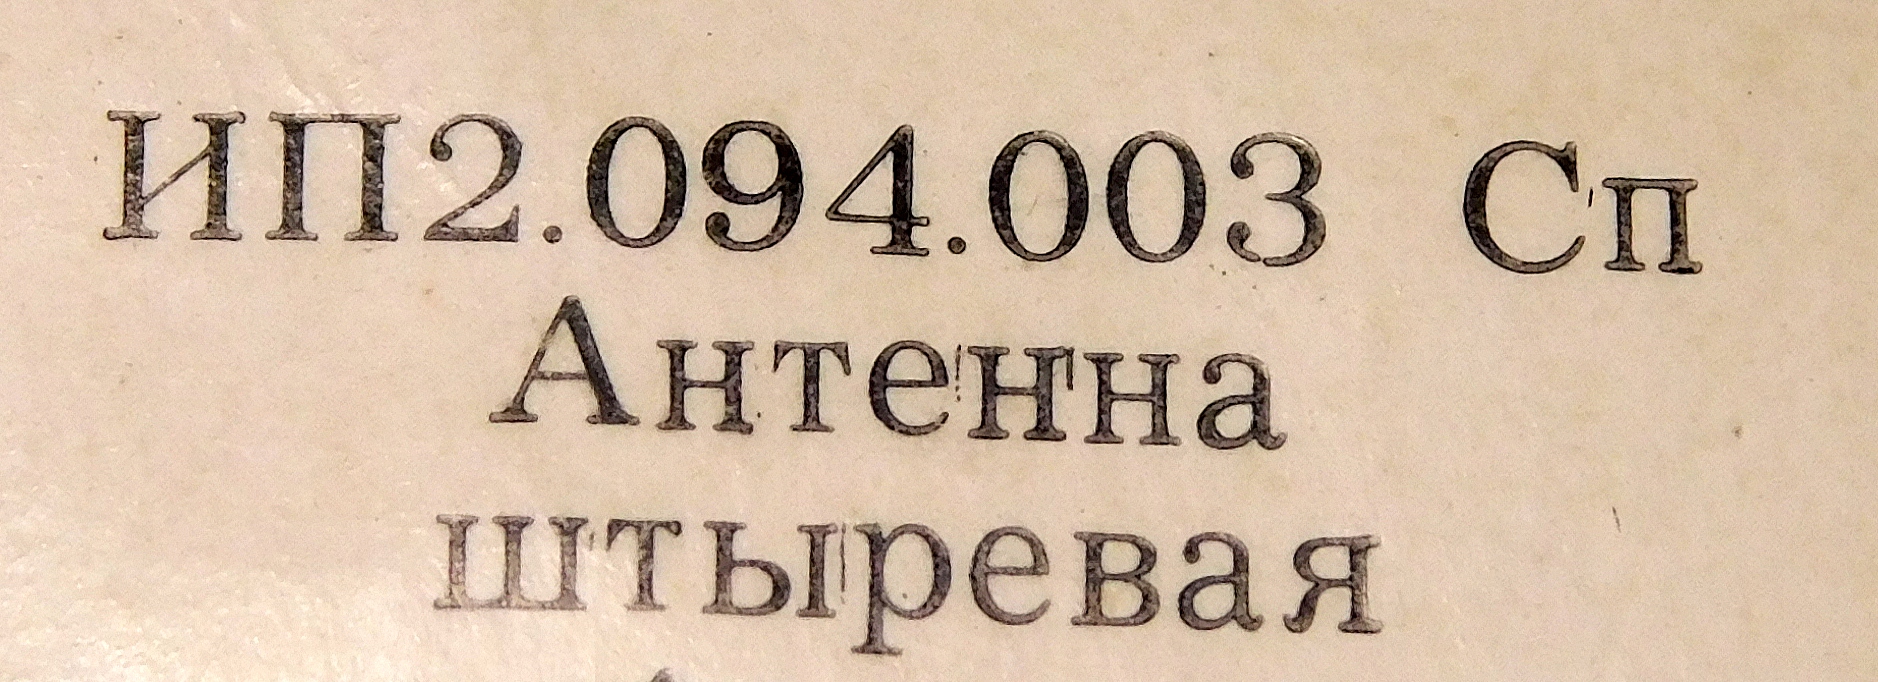 ИП2.094.003 Сп
Антенна
штыревая